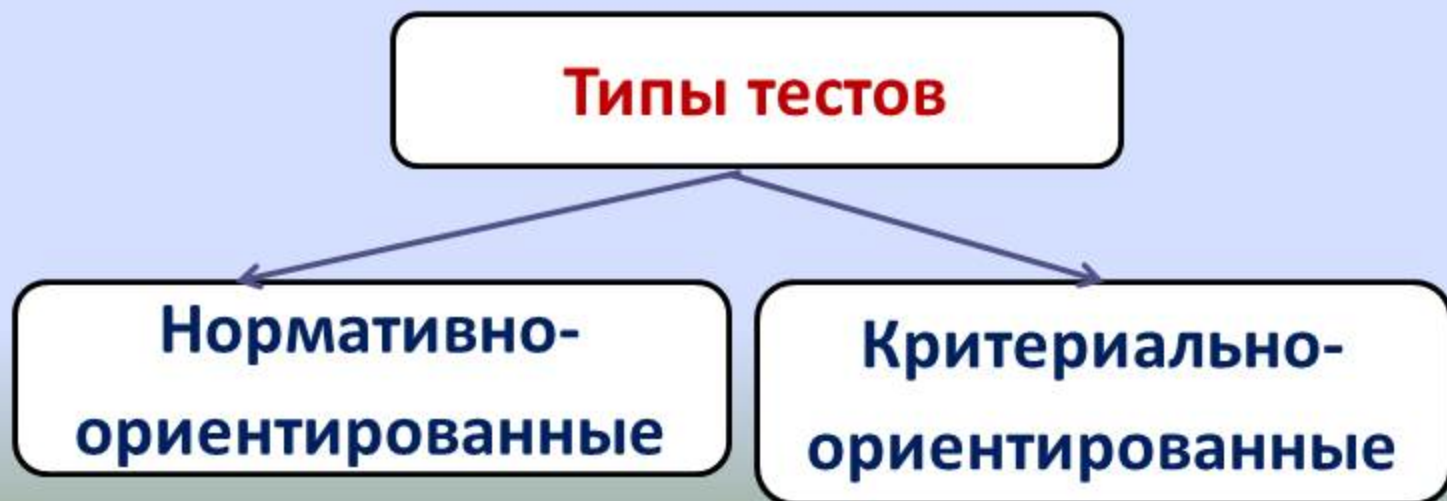 Типы тестов
Нормативно-
ориентированные
Критериально-
ориентированные